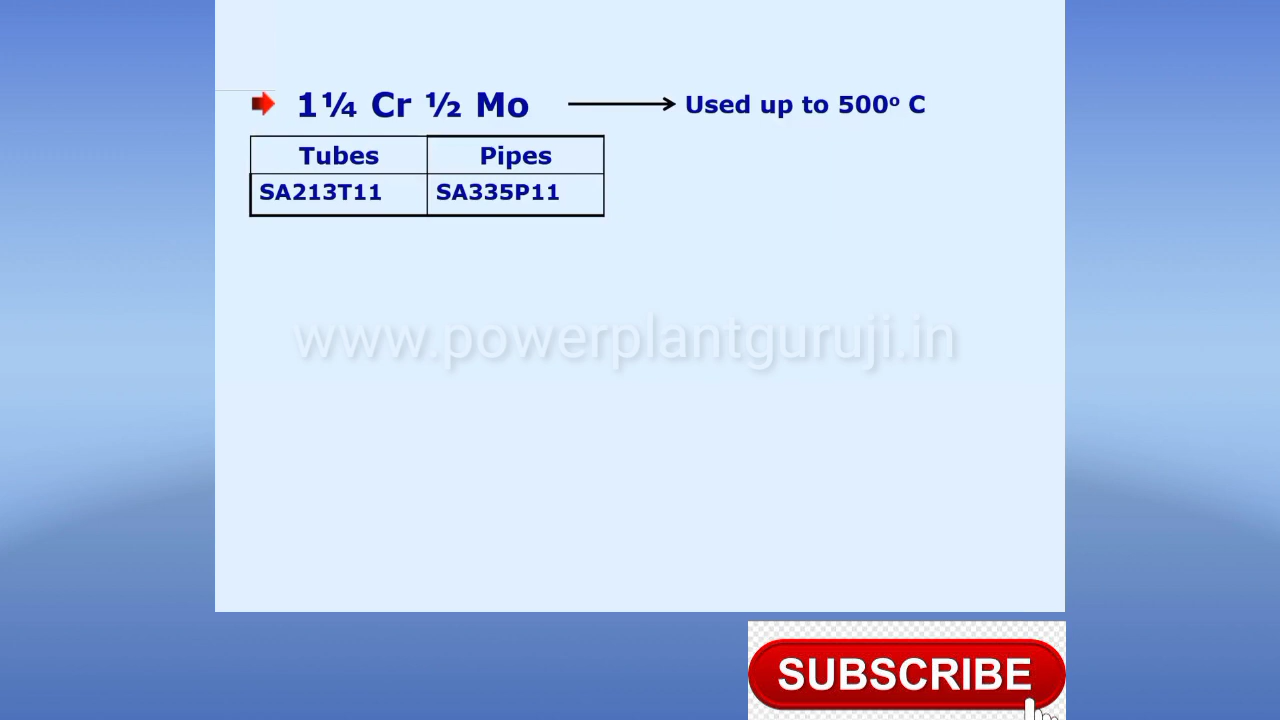 1¼ Cr ½ Mo Used up to 500º C
Tubes Pipes
SA213T11 SA335P11
www.powerplantguruji.in
SUBSCRIBE